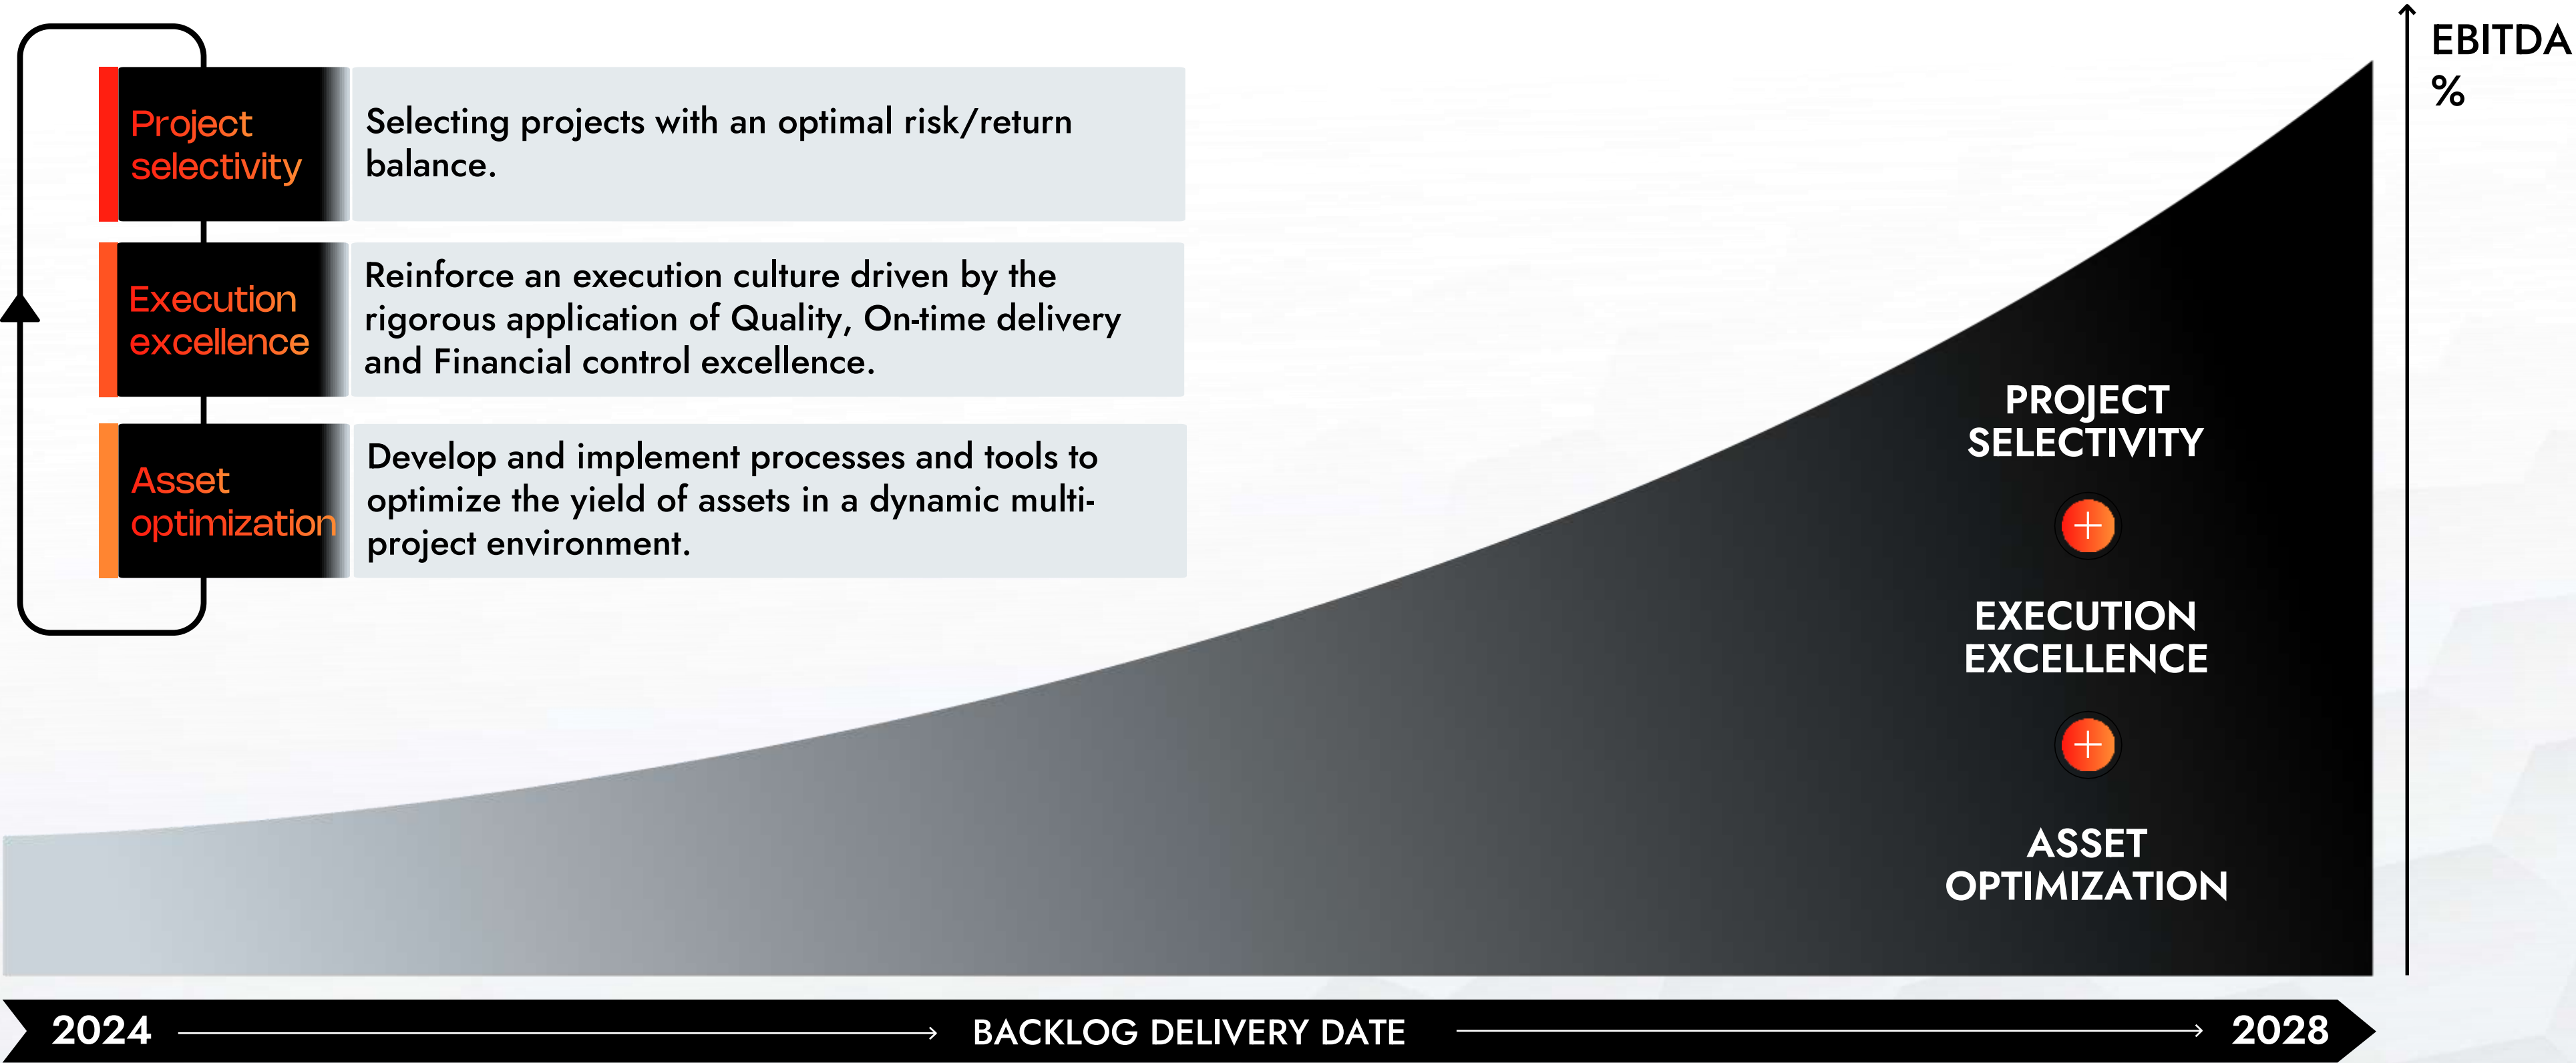 EBITDA
%
Project
selectivity
Selecting projects with an optimal risk/return
balance.
Execution
excellence
Reinforce an execution culture driven by the
rigorous application of Quality, On-time delivery
and Financial control excellence.
Asset
optimization
Develop and implement processes and tools to
optimize the yield of assets in a dynamic multi-
project environment.
PROJECT
SELECTIVITY
+
EXECUTION
EXCELLENCE
+
ASSET
OPTIMIZATION
2024 BACKLOG DELIVERY DATE 2028